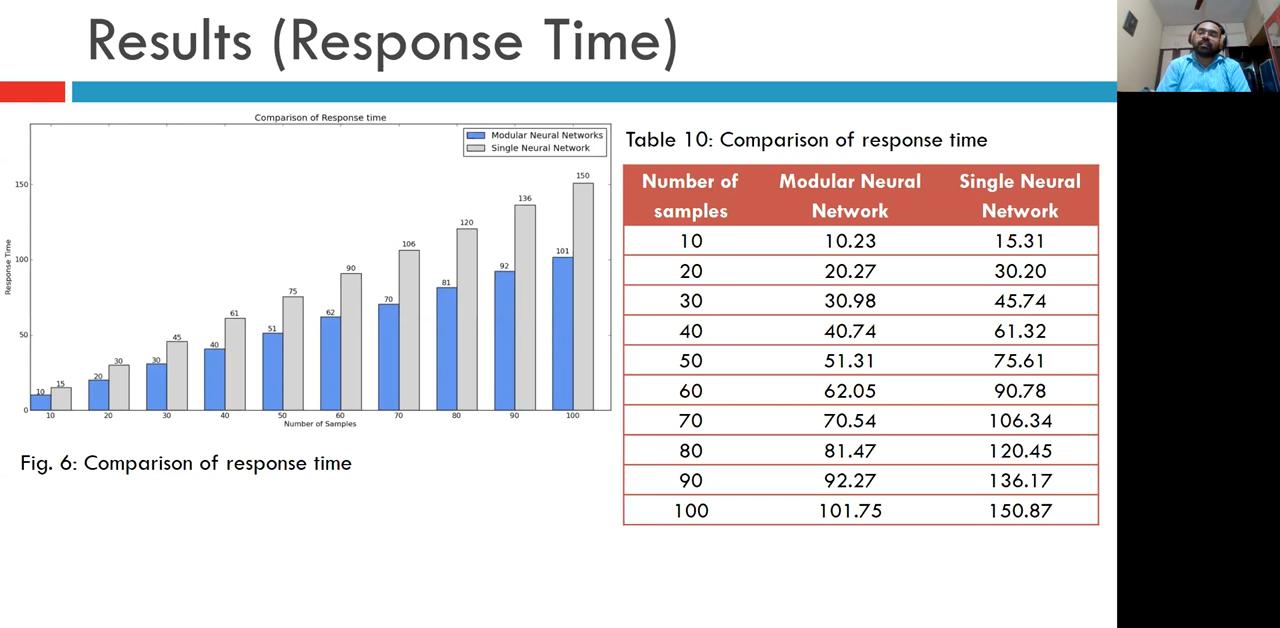 Results (Response Time)
Comparison of Response time
Modular Neural Networks
Single Neural Network
Response Time
0
50
100
150
10 15
20 30
30 45
40 61
51 75
62 90
70 106
81 120
92 136
101 150
10 20 30 40 50 60 70 80 90 100
Number of Samples
Fig. 6: Comparison of response time
Table 10: Comparison of response time
Number of samples Modular Neural Network Single Neural Network
10 10.23 15.31
20 20.27 30.20
30 30.98 45.74
40 40.74 61.32
50 51.31 75.61
60 62.05 90.78
70 70.54 106.34
80 81.47 120.45
90 92.27 136.17
100 101.75 150.87